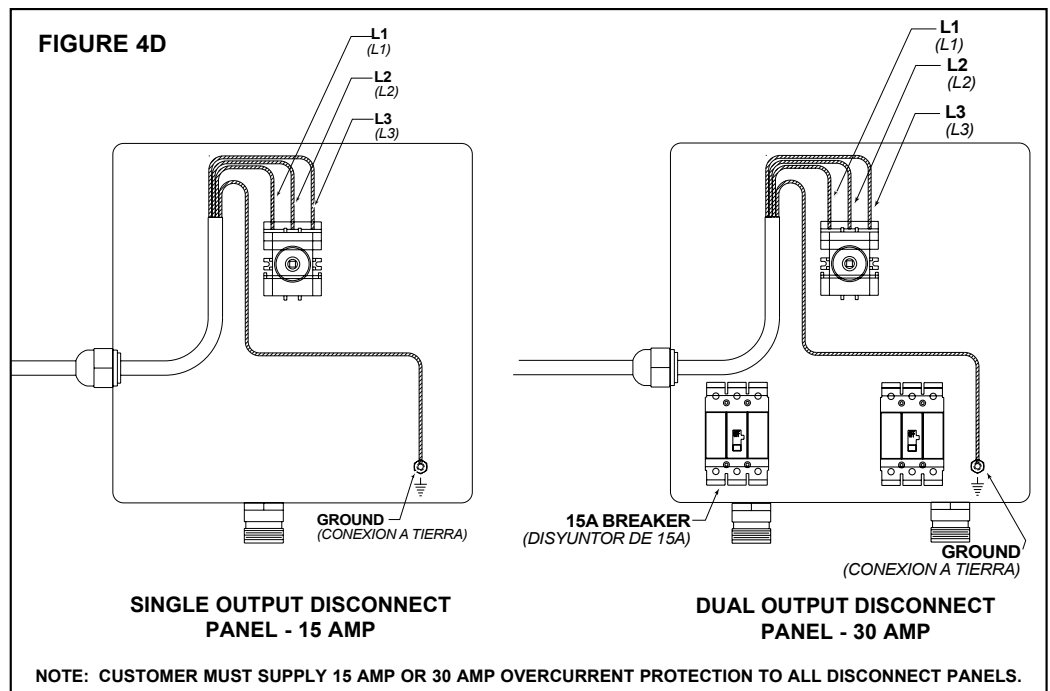 FIGURE 4D
L1
(L1)
L2
(L2)
L3
(L3)
GROUND
(CONEXION A TIERRA)
SINGLE OUTPUT DISCONNECT
PANEL - 15 AMP
L1
(L1)
L2
(L2)
L3
(L3)
15A BREAKER
(DISYUNTOR DE 15A)
GROUND
(CONEXION A TIERRA)
DUAL OUTPUT DISCONNECT
PANEL - 30 AMP
NOTE: CUSTOMER MUST SUPPLY 15 AMP OR 30 AMP OVERCURRENT PROTECTION TO ALL DISCONNECT PANELS.